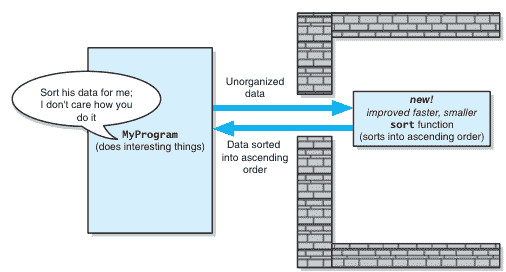 Sort his data for me;
I don't care how you
do it
MyProgram
(does interesting things)
Unorganized
data
Data sorted
into ascending
order
new!
improved faster, smaller
sort function
(sorts into ascending order)